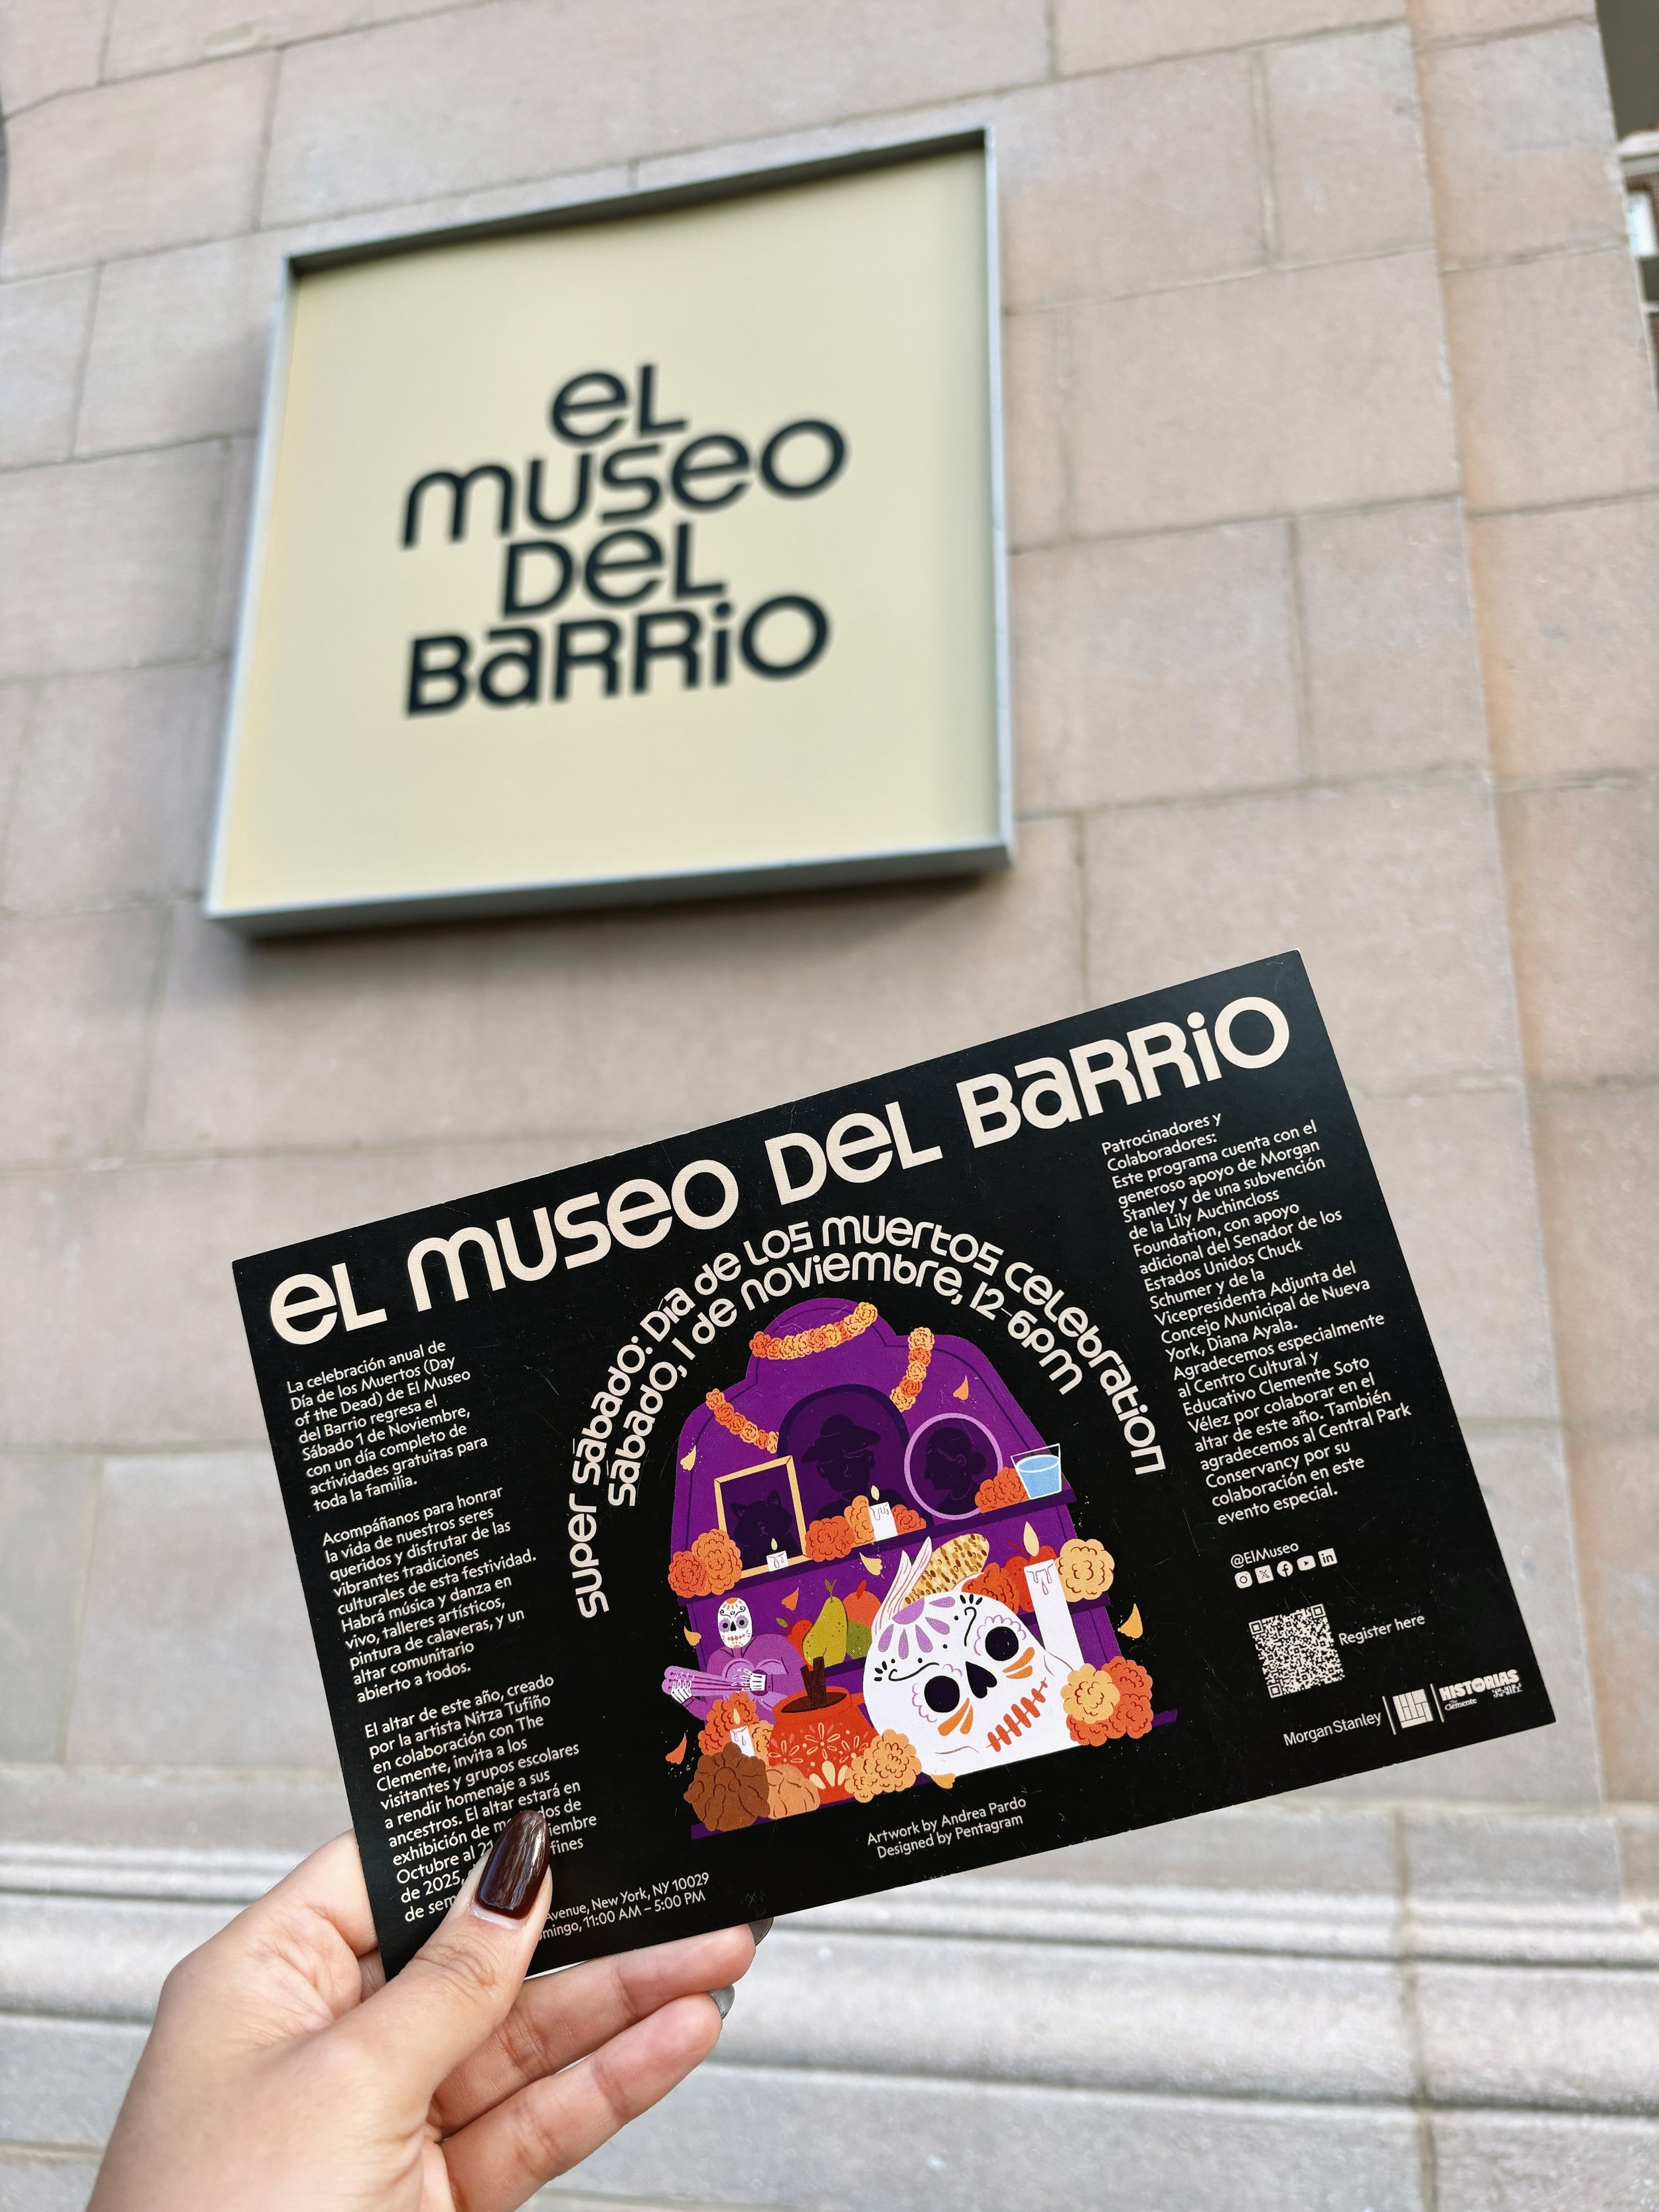 eL
museo
DeL
BaRRiO
eL museo DeL BaRRiO
super sábado: Día de Los muertos celebration
sábado, 1 de noviembre, 12-6pm
La celebración anual de
Día de los Muertos (Day
of the Dead) de El Museo
del Barrio regresa el
Sábado 1 de Noviembre,
con un día completo de
actividades gratuitas para
toda la familia.
Acompáñanos para honrar
la vida de nuestros seres
queridos y disfrutar de las
vibrantes tradiciones
culturales de esta festividad.
Habrá música y danza en
vivo, talleres artísticos,
pintura de calaveras, y un
altar comunitario
abierto a todos.
El altar de este año, creado
por la artista Nitza Tufiño
en colaboración con The
Clemente, invita a los
visitantes y grupos escolares
a rendir homenaje a sus
ancestros. El altar estará en
exhibición de
Octubre al
de 2025, fines
de
Avenue, New York, NY 10029
11:00 AM – 5:00 PM
Artwork by Andrea Pardo
Designed by Pentagram
Patrocinadores y
Colaboradores:
Este programa cuenta con el
generoso apoyo de Morgan
Stanley y de una subvención
de la Lily Auchincloss
Foundation, con apoyo
adicional del Senador de los
Estados Unidos Chuck
Schumer y de la
Vicepresidenta Adjunta del
Concejo Municipal de Nueva
York, Diana Ayala.
Agradecemos especialmente
al Centro Cultural y
Educativo Clemente Soto
Vélez por colaborar en el
altar de este año. También
agradecemos al Central Park
Conservancy por su
colaboración en este
evento especial.
@ElMuseo
Register here
Morgan Stanley
HISTORIAS
Clemente